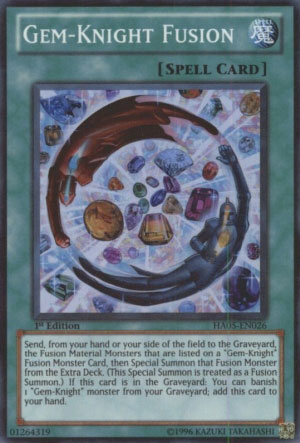 GEM-KNIGHT FUSION
魔
[SPELL CARD]
1st Edition
HA05-EN026
Send, from your hand or your side of the field to the Graveyard,
the Fusion Material Monsters that are listed on a "Gem-Knight"
Fusion Monster Card, then Special Summon that Fusion Monster
from the Extra Deck. (This Special Summon is treated as a Fusion
Summon.) If this card is in the Graveyard: You can banish
1 "Gem-Knight" monster from your Graveyard; add this card to
your hand.
01264319
©1996 KAZUKI TAKAHASHI